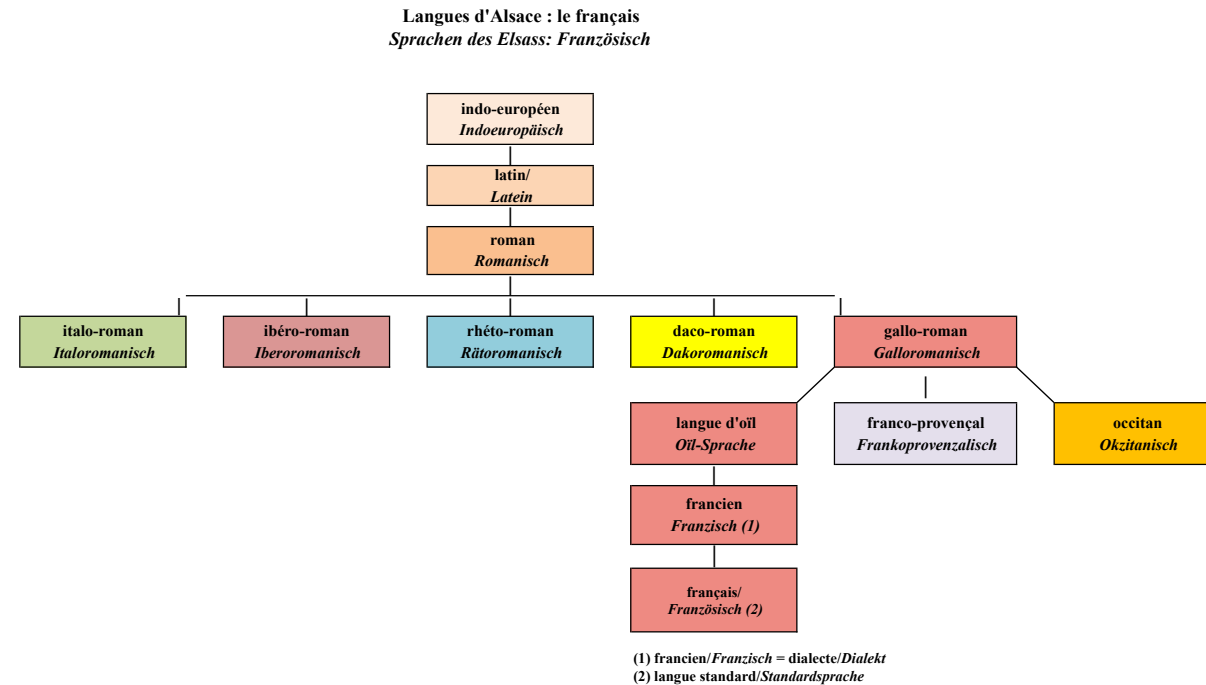 Langues d'Alsace : le français
Sprachen des Elsass: Französisch
indo-européen
Indoeuropäisch
latin/
Latein
roman
Romanisch
italo-roman
Italoromanisch
ibéro-roman
Iberoromanisch
rhéto-roman
Rätoromanisch
daco-roman
Dakoromanisch
gallo-roman
Galloromanisch
langue d'oïl
Oïl-Sprache
franco-provençal
Frankoprovenzalisch
occitan
Okzitanisch
francien
Franzisch (1)
français/
Französisch (2)
(1) francien/Franzisch = dialecte/Dialekt
(2) langue standard/Standardsprache